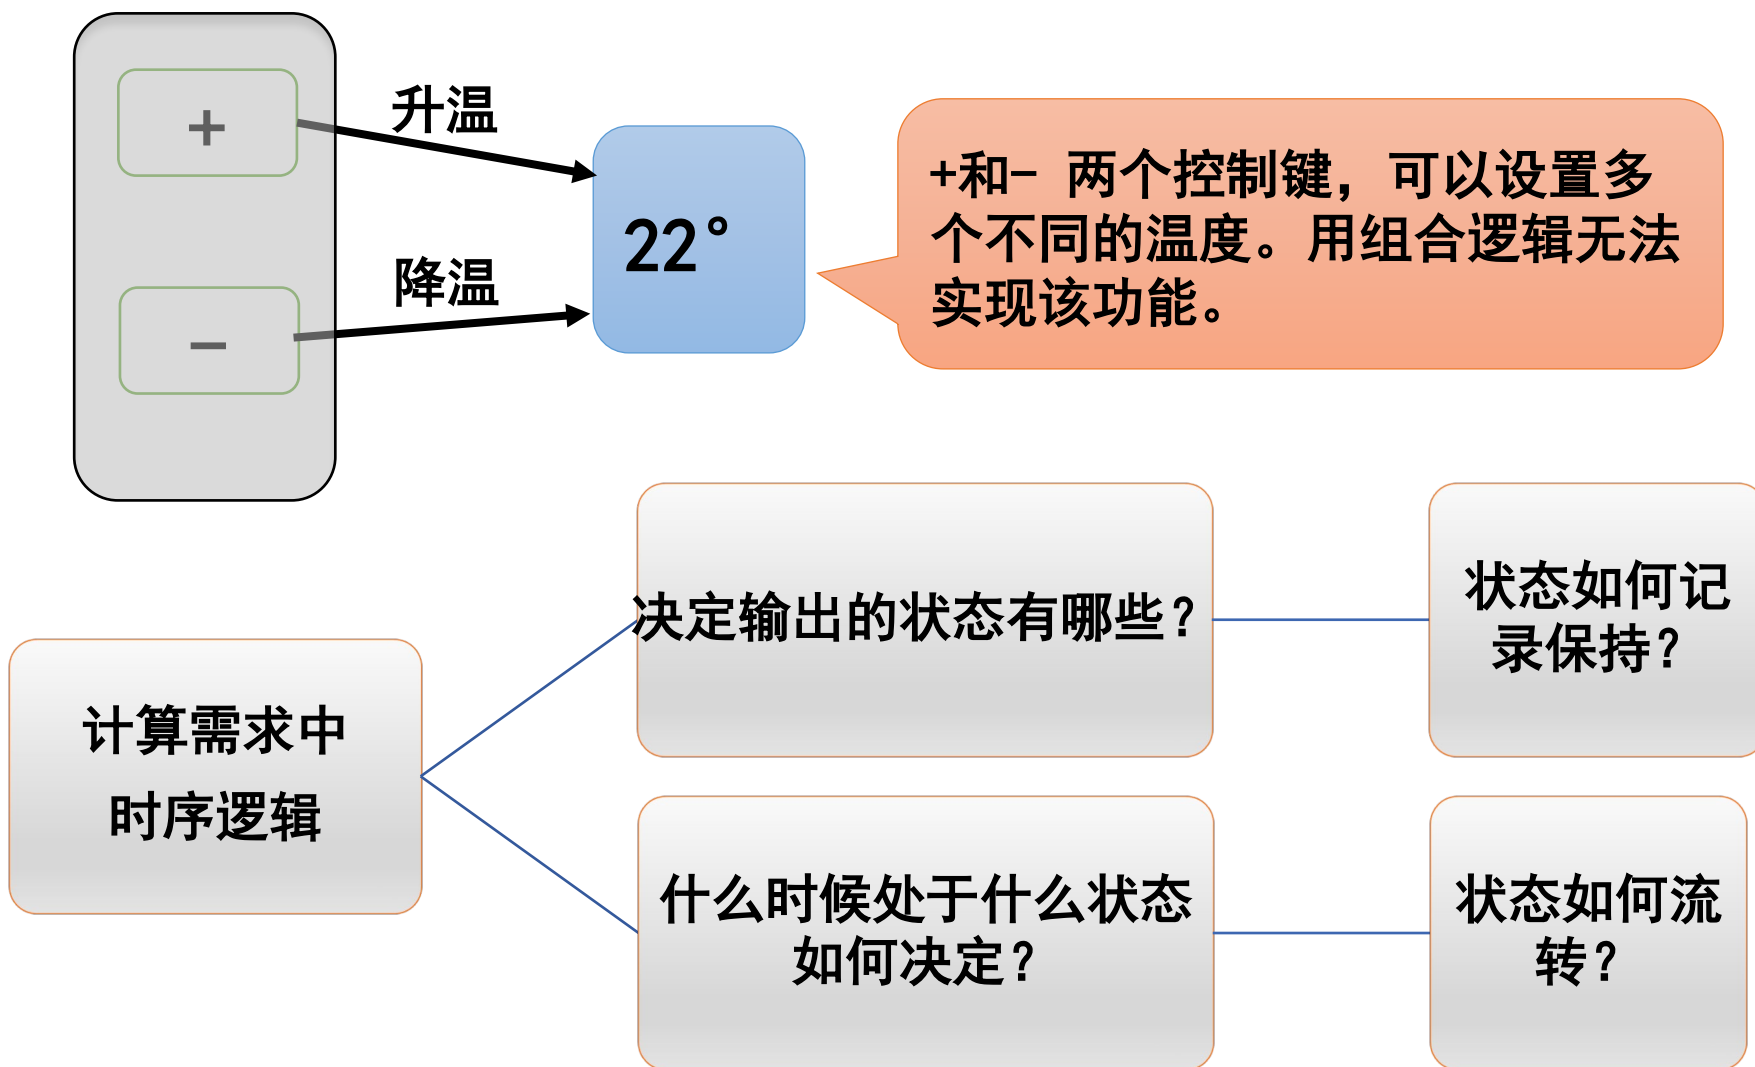 +
升温
22°
降温
−
+和− 两个控制键，可以设置多
个不同的温度。用组合逻辑无法
实现该功能。
计算需求中
时序逻辑
决定输出的状态有哪些？
状态如何记
录保持？
什么时候处于什么状态
如何决定？
状态如何流
转？